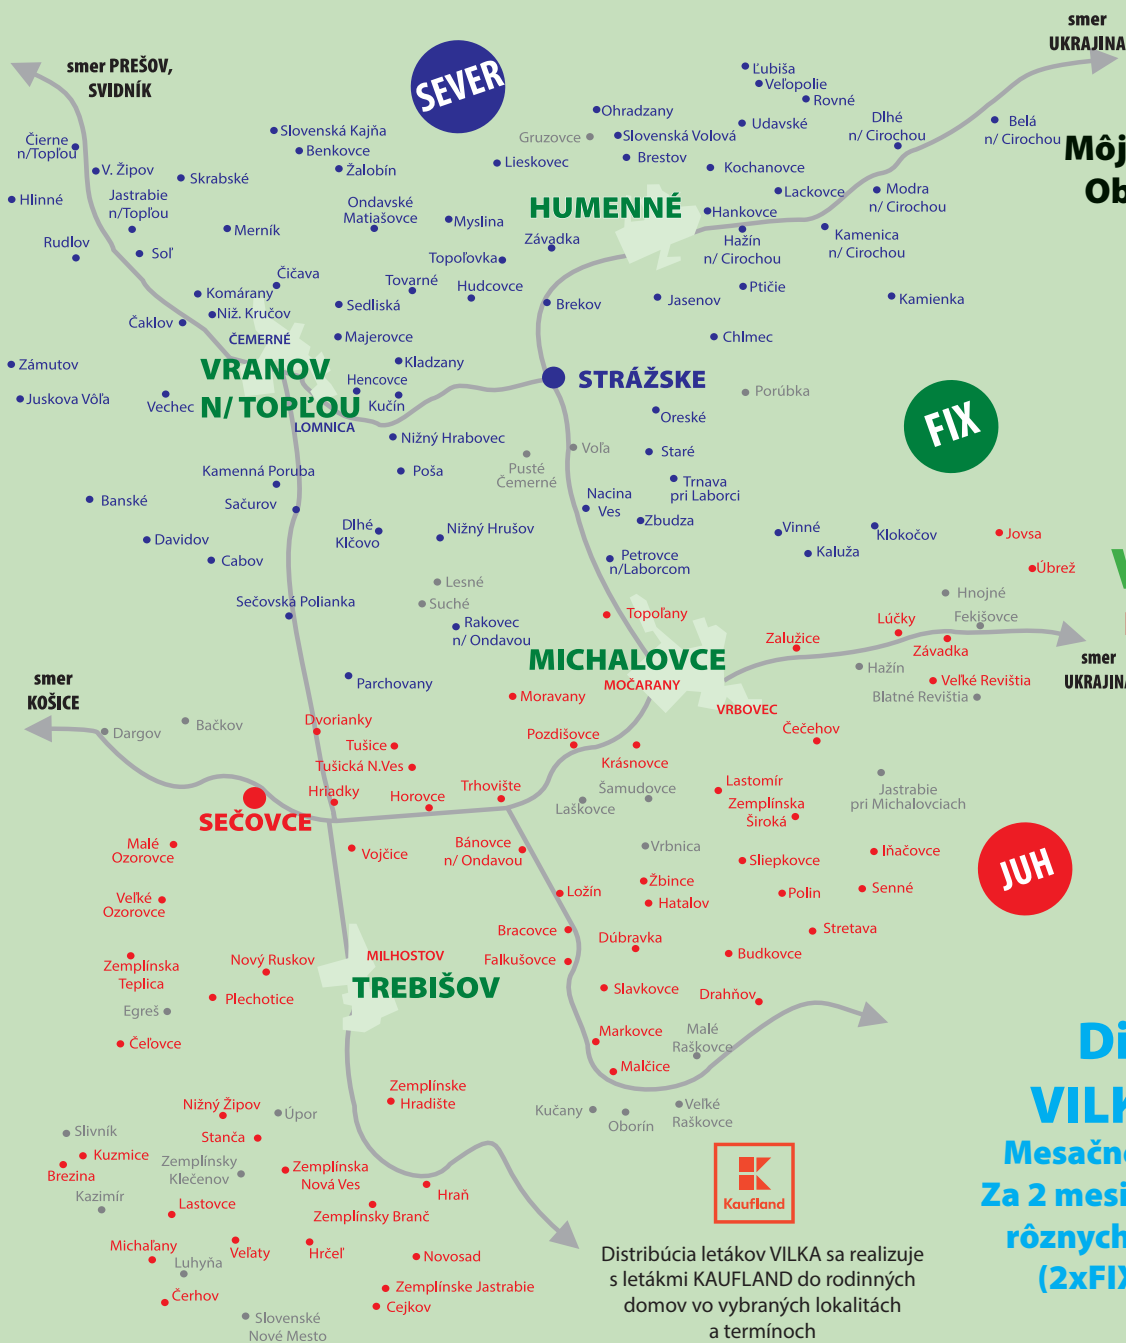 smer
UKRAJINA
smer PREŠOV,
SVIDNÍK
SEVER
Ľubiša
Veľopolie
Rovné
Ohradzany
Dlhé
n/ Cirochou
Belá
n/ Cirochou
Môj
Ob
Čierne
n/Topľou
Slovenská Kajňa
Gruzovce
Slovenská Volová
Udavské
Benkovce
Lieskovec
Brestov
Kochanovce
V. Žipov
Skrabské
Žalobín
Hlinné
Jastrabie
n/Topľou
Ondavské
Matiašovce
HUMENNÉ
Lackovce
Modra
n/ Cirochou
Hankovce
Myslina
Merník
Rudlov
Soľ
Závadka
Hažín
n/ Cirochou
Kamenica
n/ Cirochou
Topoľovka
Čičava
Tovarné
Hudcovce
Ptičie
Komárany
Sedliská
Brekov
Jasenov
Kamienka
Niž. Kručov
Čaklov
ČEMERNÉ
Majerovce
Chlmec
Zámutov
VRANOV
N/ TOPĽOU
Kladzany
Hencovce
STRÁŽSKE
Porúbka
Juskova Vôľa
Vechec
Kučín
LOMNICA
Oreské
FIX
Nižný Hrabovec
Voľa
Staré
Kamenná Poruba
Poša
Pusté
Čemerné
Trnava
pri Laborci
Banské
Sačurov
Nacina
Ves
Zbudza
Dlhé
Klčovo
Nižný Hrušov
Vinné
Klokočov
Jovsa
Davidov
Kaluža
Cabov
Petrovce
n/Laborcom
Úbrež
Lesné
Hnojné
Sečovská Polianka
Suché
Topoľany
Fekišovce
Rakovec
n/ Ondavou
Lúčky
Zalužice
Závadka
MICHALOVCE
smer
UKRAJINA
smer
KOŠICE
Hažín
Parchovany
MOČARANY
Veľké Revištia
Moravany
Blatné Revištia
VRBOVEC
Dvorianky
Bačkov
Dargov
Čečehov
Pozdišovce
Tušice
Krásnovce
Tušická N.Ves
Lastomír
Jastrabie
pri Michalovciach
Šamudovce
Hriadky
Horovce
Trhovište
Laškovce
Zemplínska
Široká
SEČOVCE
Malé
Ozorovce
Vojčice
Bánovce
n/ Ondavou
Vrbnica
Iňačovce
Sliepkovce
JUH
Veľké
Ozorovce
Ložín
Žbince
Senné
Hatalov
Polin
Bracovce
Stretava
Dúbravka
MILHOSTOV
Falkušovce
Budkovce
Nový Ruskov
Zemplínska
Teplica
TREBIŠOV
Slavkovce
Drahňov
Plechotice
Egreš
Čeľovce
Markovce
Malé
Raškovce
Di
Malčice
Zemplínske
Hradište
VILK
Nižný Žipov
Úpor
Kučany
Oborín
Veľké
Raškovce
Slivník
Stanča
Kuzmice
Brezina
Zemplínsky
Klečenov
Mesačne
Zemplínska
Nová Ves
Kazimír
Hraň
Lastovce
Kaufland
Za 2 mesi
Zemplínsky Branč
Michaľany
Veľaty
Hrčeľ
Novosad
rôznych
Luhyňa
Distribúcia letákov VILKA sa realizuje
s letákmi KAUFLAND do rodinných
domov vo vybraných lokalitách
a termínoch
(2xFIX
Zemplínske Jastrabie
Čerhov
Cejkov
Slovenské
Nové Mesto